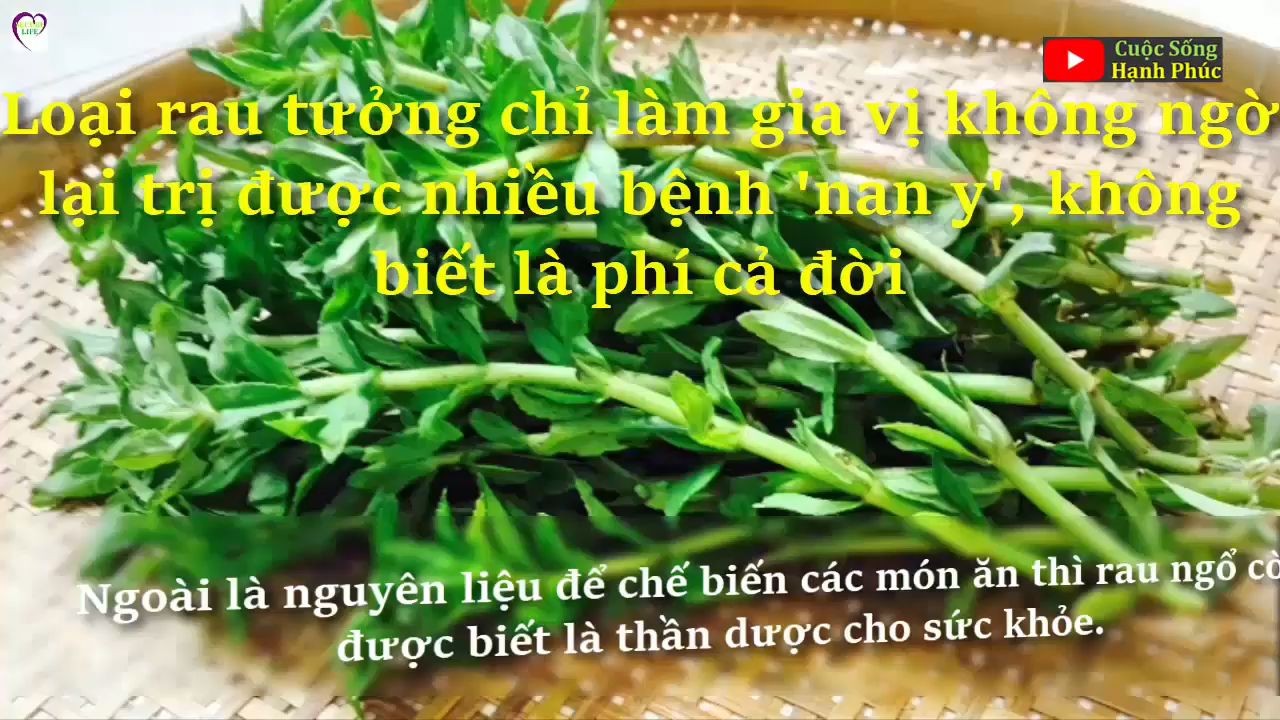 LIFE
Cuộc Sống
Hạnh Phúc
Loại rau tưởng chỉ làm gia vị không ngờ
lại trị được nhiều bệnh 'nan y', không
biết là phí cả đời
Ngoài là nguyên liệu để chế biến các món ăn thì rau ngổ cò
được biết là thần dược cho sức khỏe.